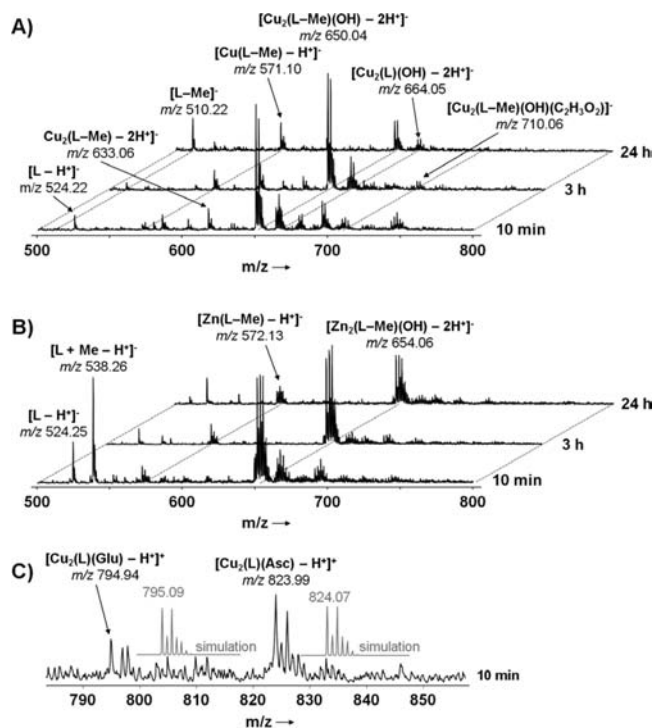 A)
[Cu2(L–Me)(OH) – 2H⁺]⁻
m/z 650.04
[Cu(L–Me) – H⁺]⁻
m/z 571.10
[Cu2(L)(OH) – 2H⁺]⁻
m/z 664.05
[L–Me]⁻
m/z 510.22
[Cu2(L–Me)(OH)(C2H3O2)]⁻
m/z 710.06
Cu2(L–Me) – 2H⁺]⁻
m/z 633.06
[L – H⁺]⁻
m/z 524.22
24 h
3 h
10 min
500 600 700 800
m/z →
B)
[Zn(L–Me) – H⁺]⁻
m/z 572.13
[Zn2(L–Me)(OH) – 2H⁺]⁻
m/z 654.06
[L + Me – H⁺]⁻
m/z 538.26
[L – H⁺]⁻
m/z 524.25
24 h
3 h
10 min
500 600 700 800
m/z →
C)
[Cu2(L)(Glu) – H⁺]⁺
m/z 794.94
[Cu2(L)(Asc) – H⁺]⁺
m/z 823.99
795.09
824.07
simulation
simulation
10 min
790 800 810 820 830 840 850
m/z →